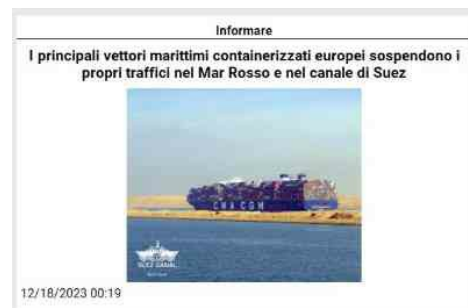 Informare
I principali vettori marittimi containerizzati europei sospendono i
propri traffici nel Mar Rosso e nel canale di Suez
CMA CGM
SUEZ CANAL
12/18/2023 00:19